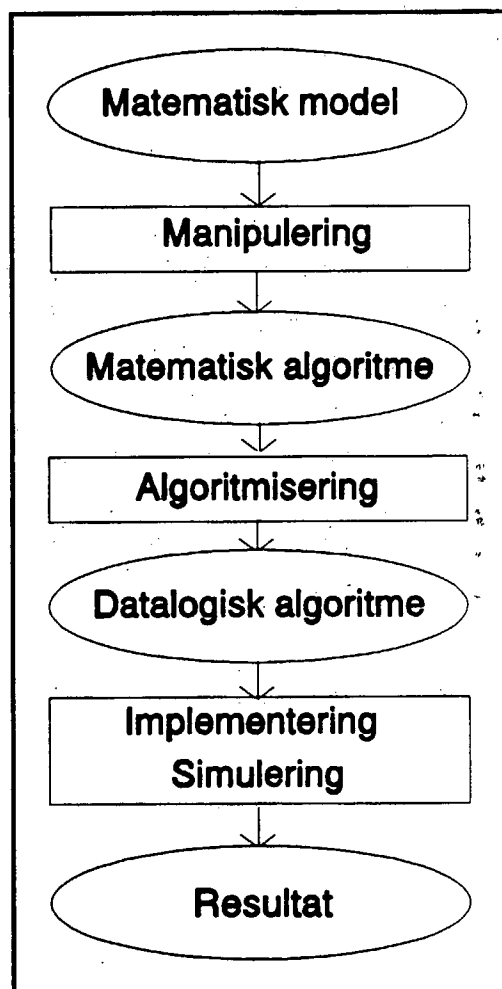 Matematisk model
Manipulering
Matematisk algoritme
Algoritmisering
Datalogisk algoritme
Implementering
Simulering
Resultat